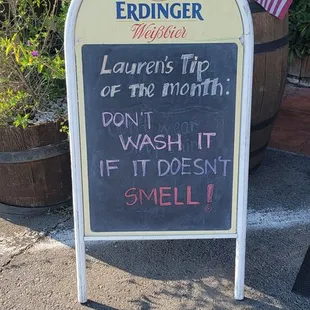 ERDINGER
Weißbier
Lauren's Tip
of the month:
DON'T
WASH IT
IF IT DOESN'T
SMELL!